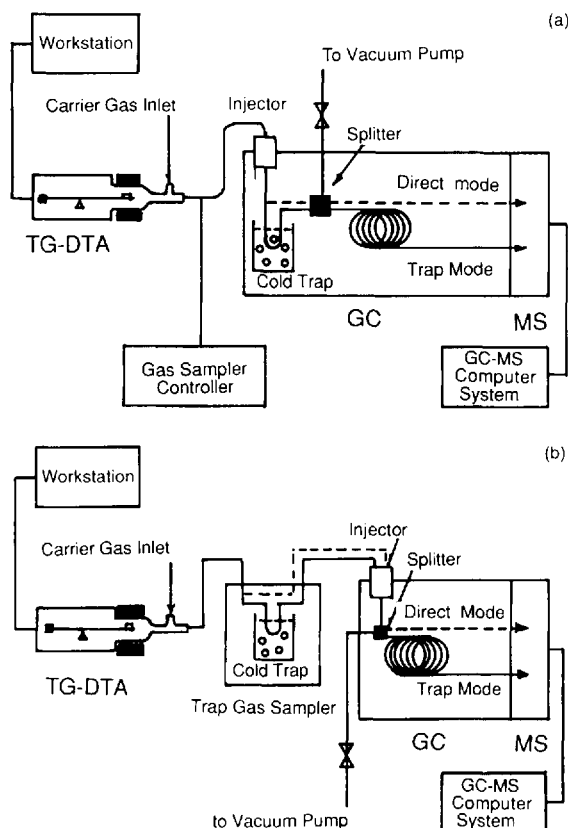 (a)
Workstation
To Vacuum Pump
Carrier Gas Inlet
Injector
Splitter
Direct mode
TG-DTA
Cold Trap
Trap Mode
GC
MS
Gas Sampler
Controller
GC-MS
Computer
System
(b)
Workstation
Injector
Splitter
Carrier Gas Inlet
Direct Mode
Cold Trap
TG-DTA
Trap Mode
Trap Gas Sampler
GC
MS
to Vacuum Pump
GC-MS
Computer
System